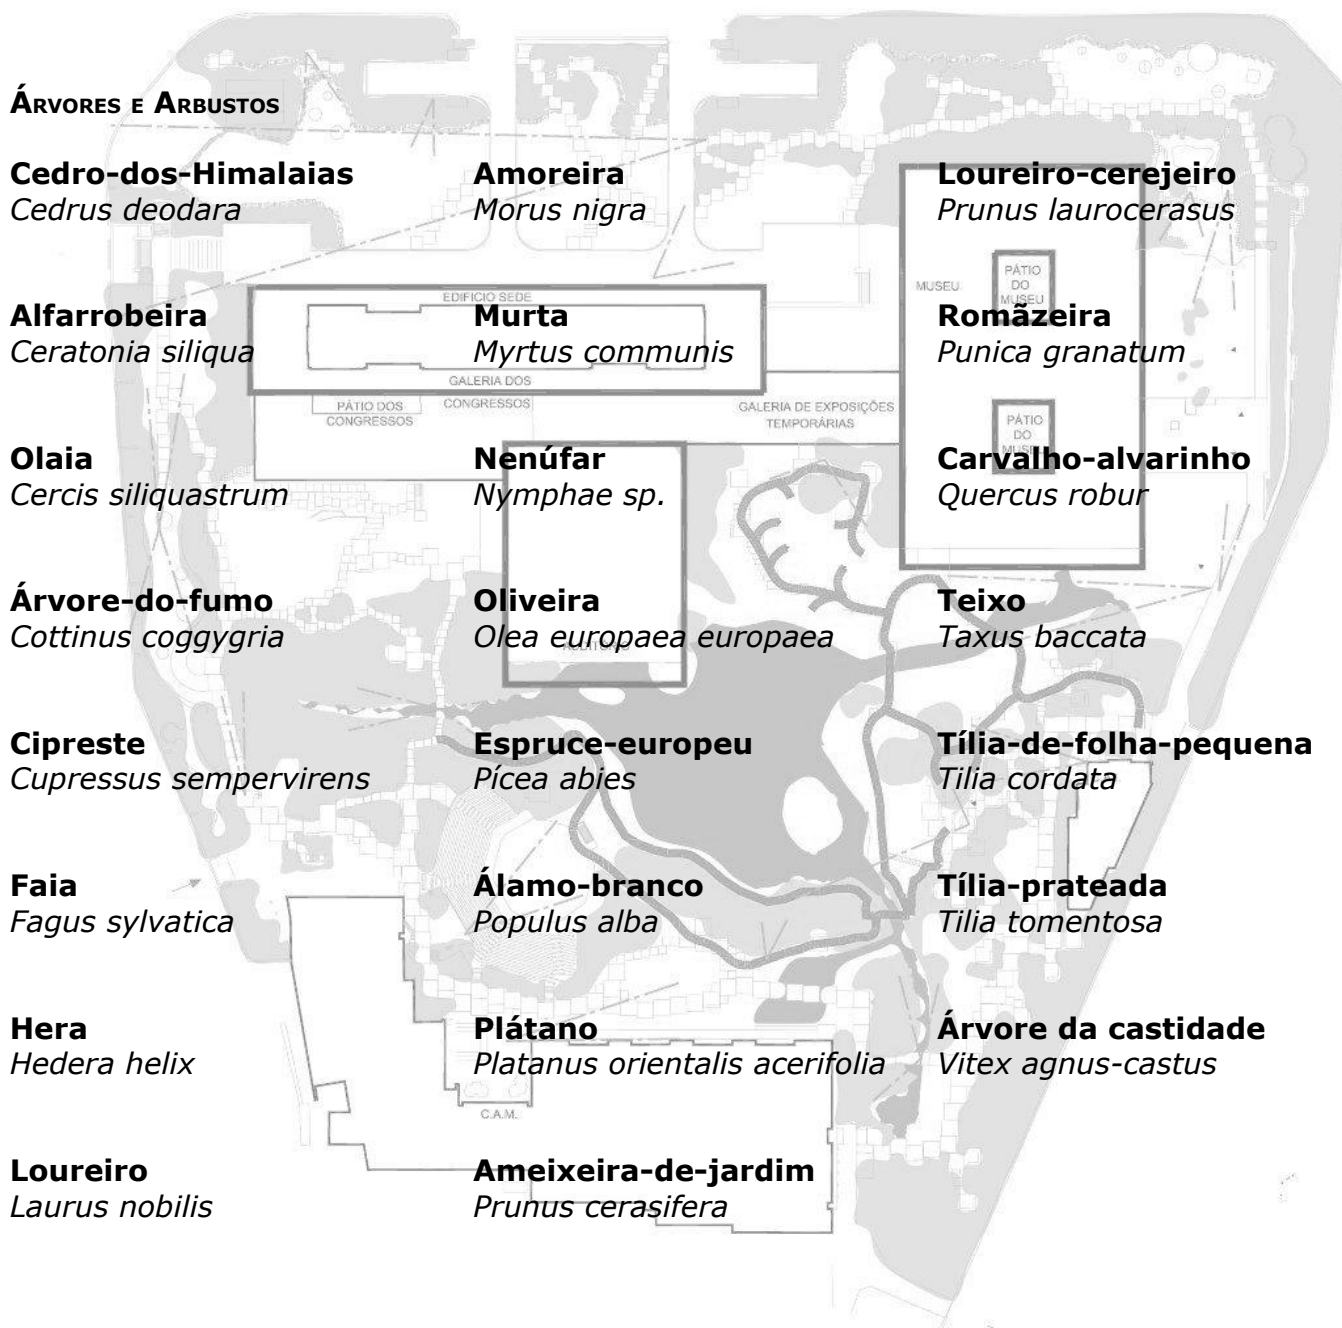 ÁRVORES E ARBUSTOS
Cedro-dos-Himalaias
Cedrus deodara
Alfarrobeira
Ceratonia siliqua
Olaia
Cercis siliquastrum
Árvore-do-fumo
Cottinus coggygria
Cipreste
Cupressus sempervirens
Faia
Fagus sylvatica
Hera
Hedera helix
Loureiro
Laurus nobilis
Amoreira
Morus nigra
Murta
Myrtus communis
Nenúfar
Nymphae sp.
Oliveira
Olea europaea europaea
Espruce-europeu
Pícea abies
Álamo-branco
Populus alba
Plátano
Platanus orientalis acerifolia
Ameixeira-de-jardim
Prunus cerasifera
Loureiro-cerejeiro
Prunus laurocerasus
Romãzeira
Punica granatum
Carvalho-alvarinho
Quercus robur
Teixo
Taxus baccata
Tília-de-folha-pequena
Tilia cordata
Tília-prateada
Tilia tomentosa
Árvore da castidade
Vitex agnus-castus
EDIFICIO SEDE
GALERIA DOS
CONGRESSOS
PÁTIO DOS
CONGRESSOS
GALERIA DE EXPOSIÇÕES
TEMPORÁRIAS
MUSEU
PÁTIO
DO
MUSEU
PÁTIO
DO
MUSEU
AUDITÓRIO
C.A.M.